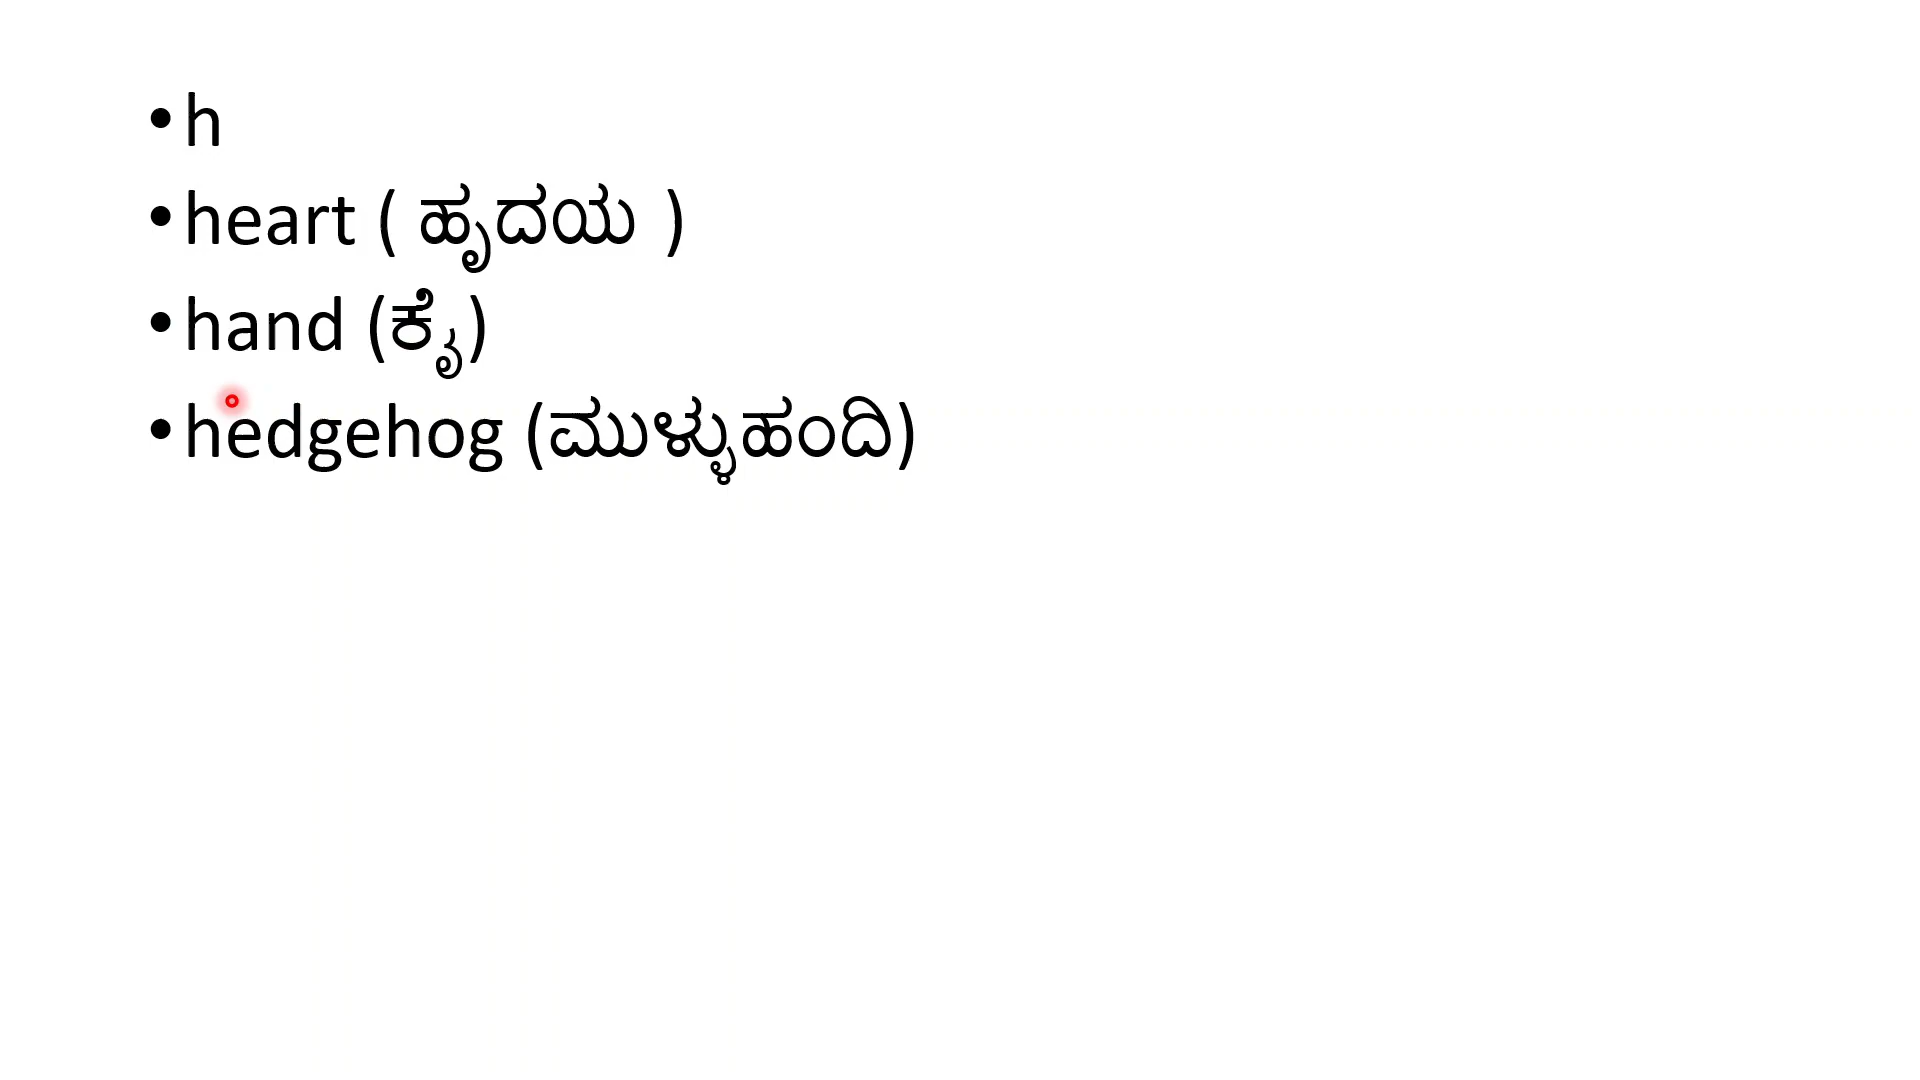 • h
• heart ( ಹೃದಯ )
• hand (ಕೈ)
• hedgehog (ಮುಳ್ಳುಹಂದಿ)